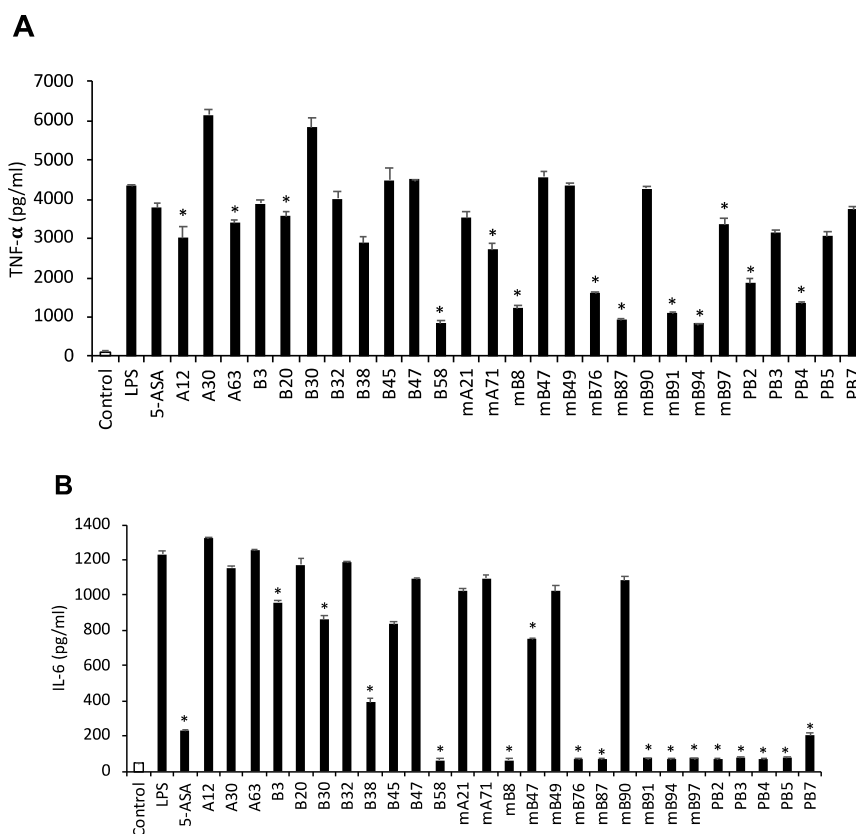 A
7000
6000
5000
4000
3000
2000
1000
0
TNF-α (pg/ml)
* * * * * * * * * * * * *
Control LPS 5-ASA A12 A30 A63 B3 B20 B30 B32 B38 B45 B47 B58 mA21 mA71 mB8 mB47 mB49 mB76 mB87 mB90 mB91 mB94 mB97 PB2 PB3 PB4 PB5 PB7
B
1400
1200
1000
800
600
400
200
0
IL-6 (pg/ml)
* * * * * * * * * * * * * * * * *
Control LPS 5-ASA A12 A30 A63 B3 B20 B30 B32 B38 B45 B47 B58 mA21 mA71 mB8 mB47 mB49 mB76 mB87 mB90 mB91 mB94 mB97 PB2 PB3 PB4 PB5 PB7